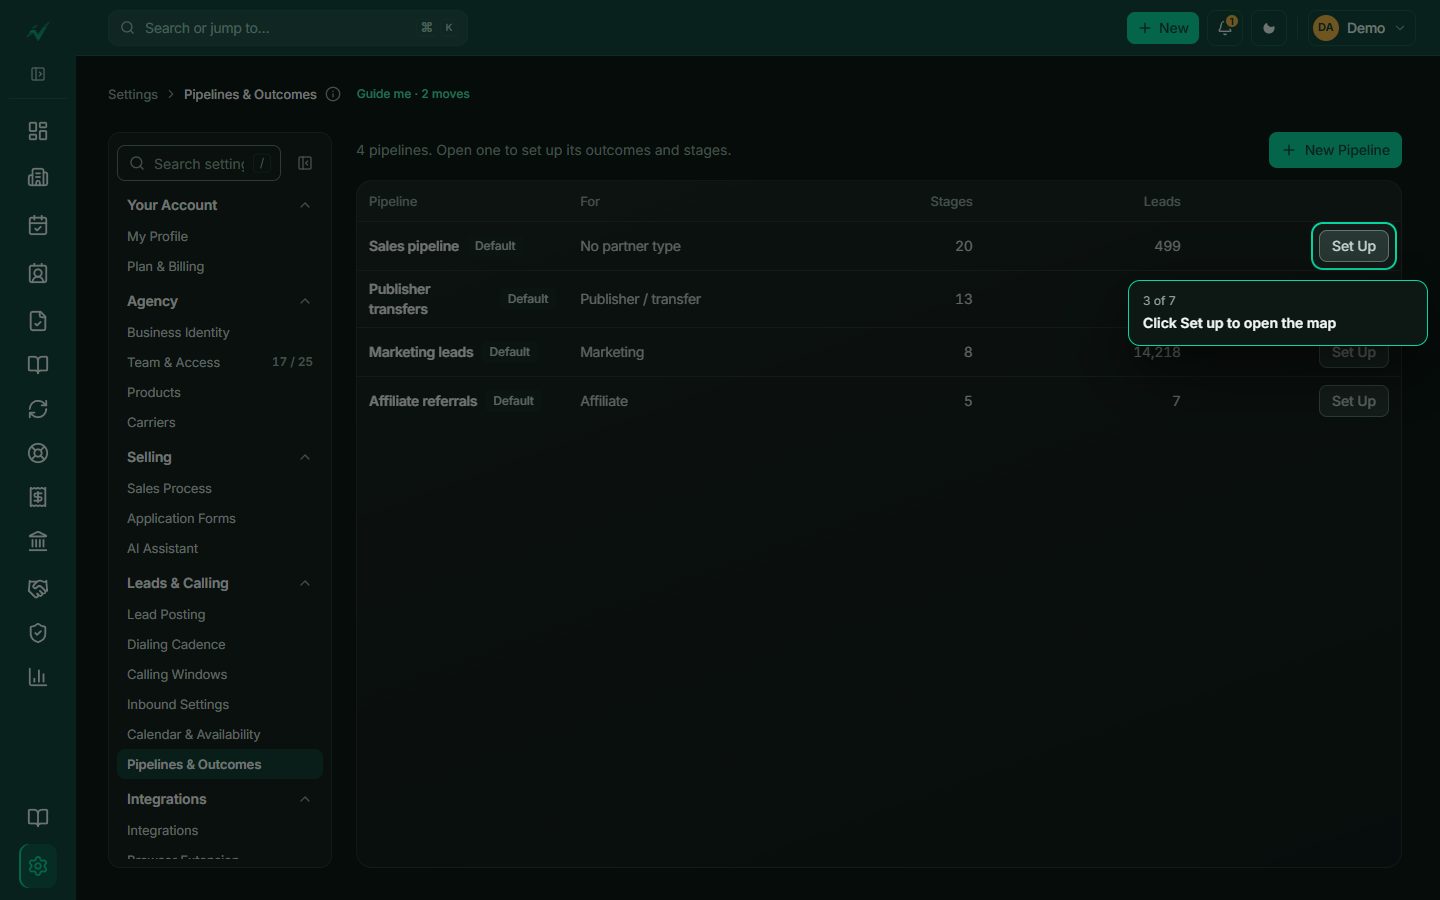 Search or jump to...
⌘ K
New
1
DA
Demo
Settings > Pipelines & Outcomes
Guide me · 2 moves
Search setting
/
Your Account
My Profile
Plan & Billing
Agency
Business Identity
Team & Access 17 / 25
Products
Carriers
Selling
Sales Process
Application Forms
AI Assistant
Leads & Calling
Lead Posting
Dialing Cadence
Calling Windows
Inbound Settings
Calendar & Availability
Pipelines & Outcomes
Integrations
Integrations
Browser Extension
4 pipelines. Open one to set up its outcomes and stages.
New Pipeline
Pipeline For Stages Leads
Sales pipeline Default No partner type 20 499 Set Up
Publisher
transfers
Default Publisher / transfer 13
3 of 7
Click Set up to open the map
Marketing leads Default Marketing 8 14,218 Set Up
Affiliate referrals Default Affiliate 5 7 Set Up